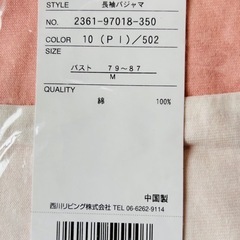 STYLE 長袖パジャマ
NO. 2361-97018-350
COLOR 10(PI)/502
SIZE
バスト 79~87
M
QUALITY
綿 100%
中国製
西川リビング株式会社 TEL 06-6262-9114